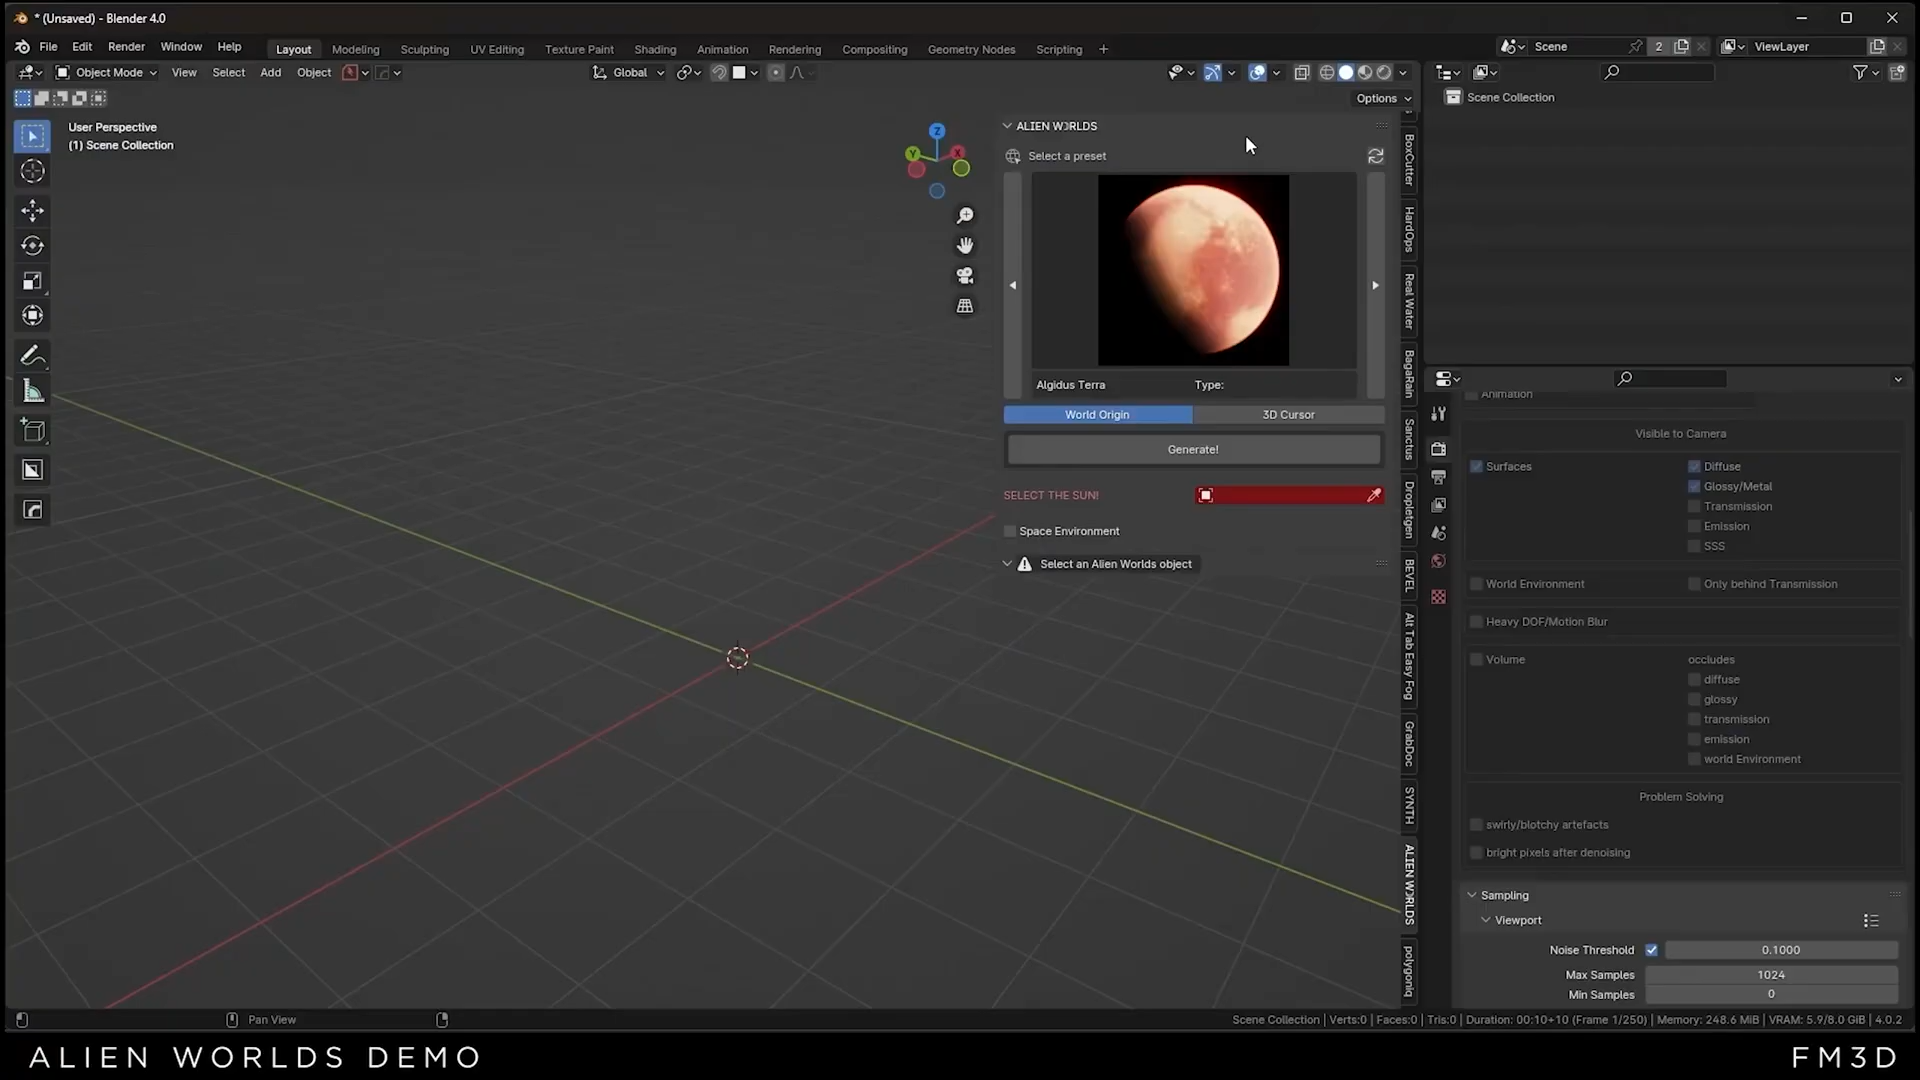 * (Unsaved) - Blender 4.0
File Edit Render Window Help Layout Modeling Sculpting UV Editing Texture Paint Shading Animation Rendering Compositing Geometry Nodes Scripting + Scene 2 ViewLayer
Object Mode View Select Add Object Global
Options
User Perspective
(1) Scene Collection
Z
Y
X
ALIEN WORLDS
Select a preset
Algidus Terra Type:
World Origin 3D Cursor
Generate!
SELECT THE SUN!
Space Environment
Select an Alien Worlds object
BoxCutter
HardOps
Real Water
BagaRain
Sanctus
Dropletgen
BEVEL
Alt Tab Easy Fog
GrabDoc
SYNTH
ALIEN WORLDS
polygoniq
Scene Collection
Animation
Visible to Camera
Surfaces Diffuse
Glossy/Metal
Transmission
Emission
SSS
World Environment Only behind Transmission
Heavy DOF/Motion Blur
Volume occludes
diffuse
glossy
transmission
emission
world Environment
Problem Solving
swirly/blotchy artefacts
bright pixels after denoising
Sampling
Viewport
Noise Threshold 0.1000
Max Samples 1024
Min Samples 0
Pan View
Scene Collection | Verts:0 | Faces:0 | Tris:0 | Duration: 00:10+10 (Frame 1/250) | Memory: 248.6 MiB | VRAM: 5.9/8.0 GiB | 4.0.2
ALIEN WORLDS DEMO
FM3D